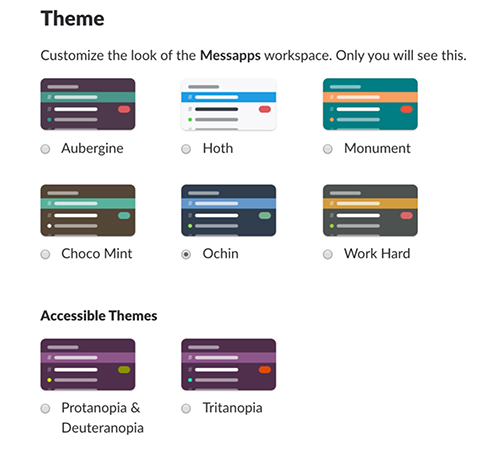 Theme
Customize the look of the Messapps workspace. Only you will see this.
Aubergine
Hoth
Monument
Choco Mint
Ochin
Work Hard
Accessible Themes
Protanopia &
Deuteranopia
Tritanopia